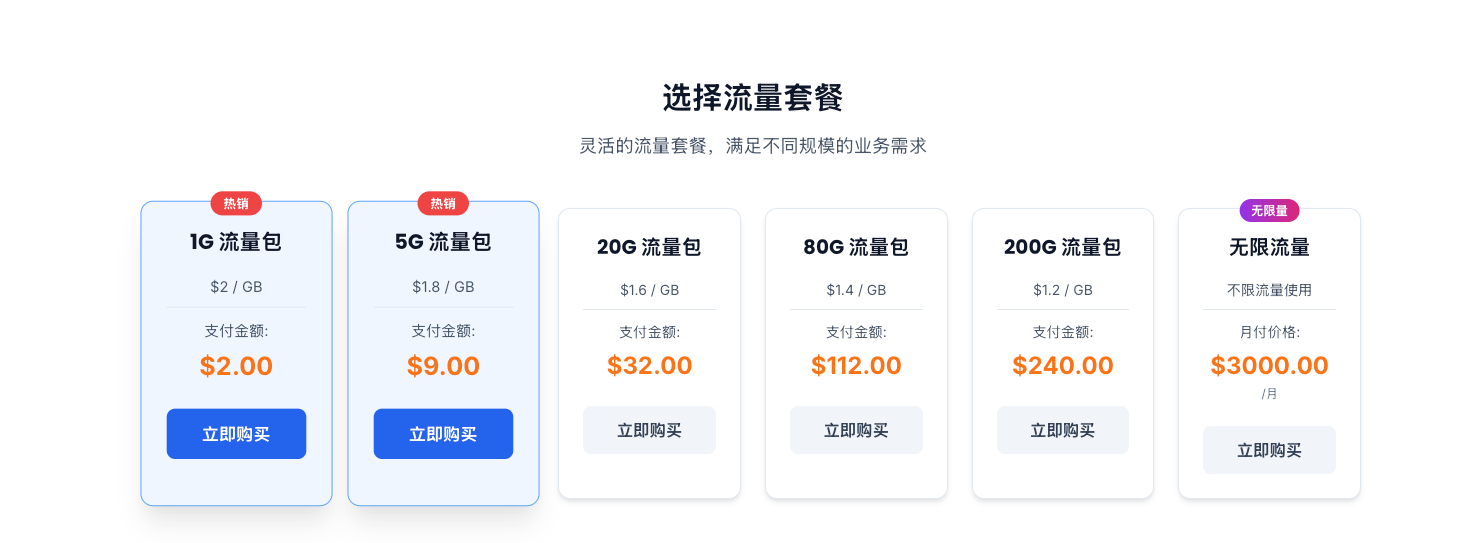 选择流量套餐
灵活的流量套餐，满足不同规模的业务需求
热销
1G 流量包
$2 / GB
支付金额:
$2.00
立即购买
热销
5G 流量包
$1.8 / GB
支付金额:
$9.00
立即购买
20G 流量包
$1.6 / GB
支付金额:
$32.00
立即购买
80G 流量包
$1.4 / GB
支付金额:
$112.00
立即购买
200G 流量包
$1.2 / GB
支付金额:
$240.00
立即购买
无限量
无限流量
不限流量使用
月付价格:
$3000.00
/月
立即购买